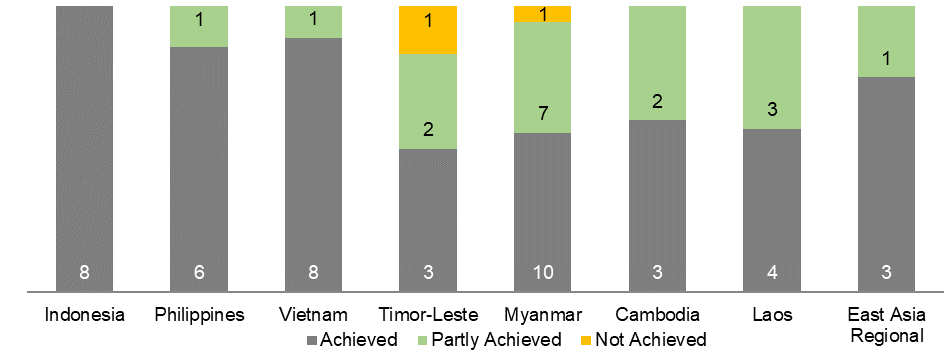 1 1 1 1
2 7 2 3 1
8 6 8 3 10 3 4 3
Indonesia Philippines Vietnam Timor-Leste Myanmar Cambodia Laos East Asia
Regional
Achieved Partly Achieved Not Achieved